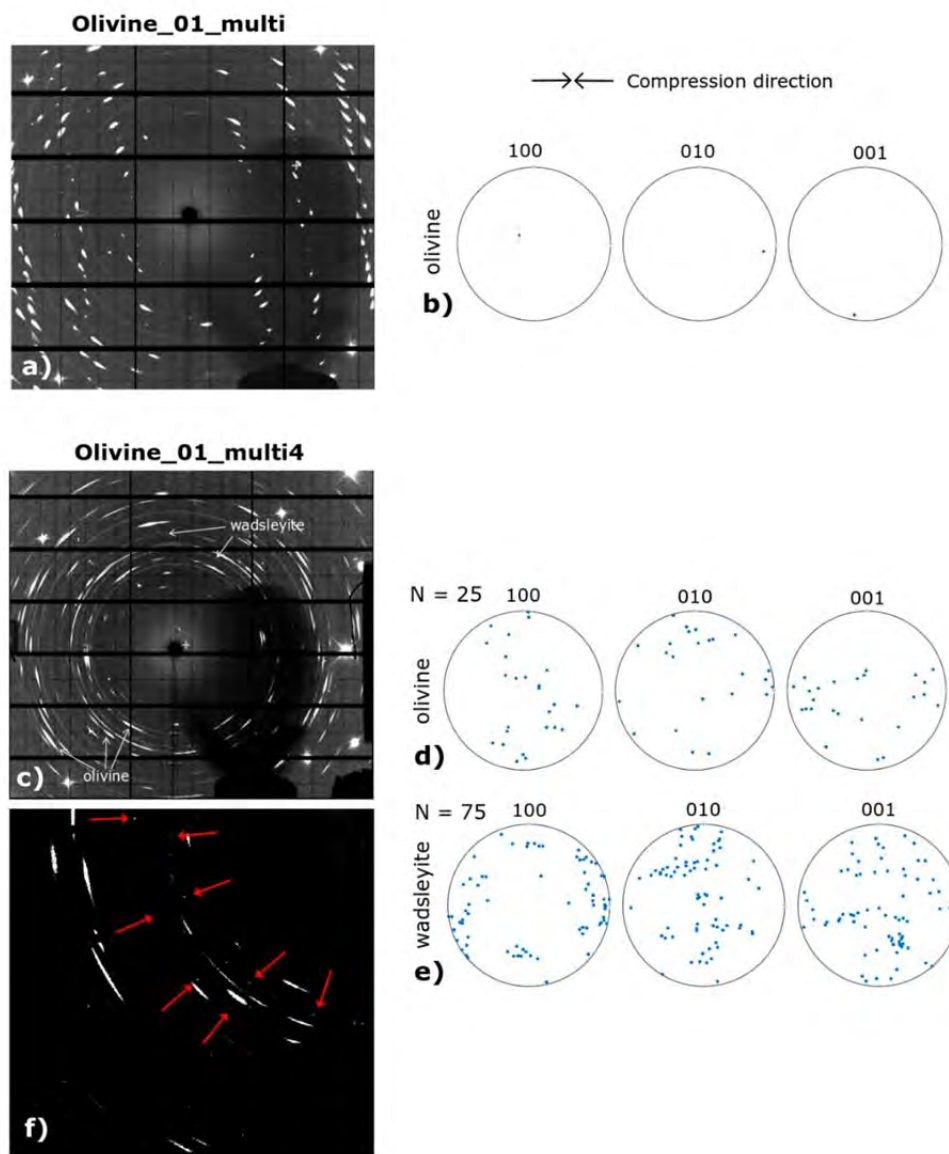 Olivine_01_multi
Compression direction
100 010 001
olivine
a)
b)
Olivine_01_multi4
wadsleyite
olivine
c)
N = 25 100 010 001
olivine
d)
N = 75 100 010 001
wadsleyite
e)
f)